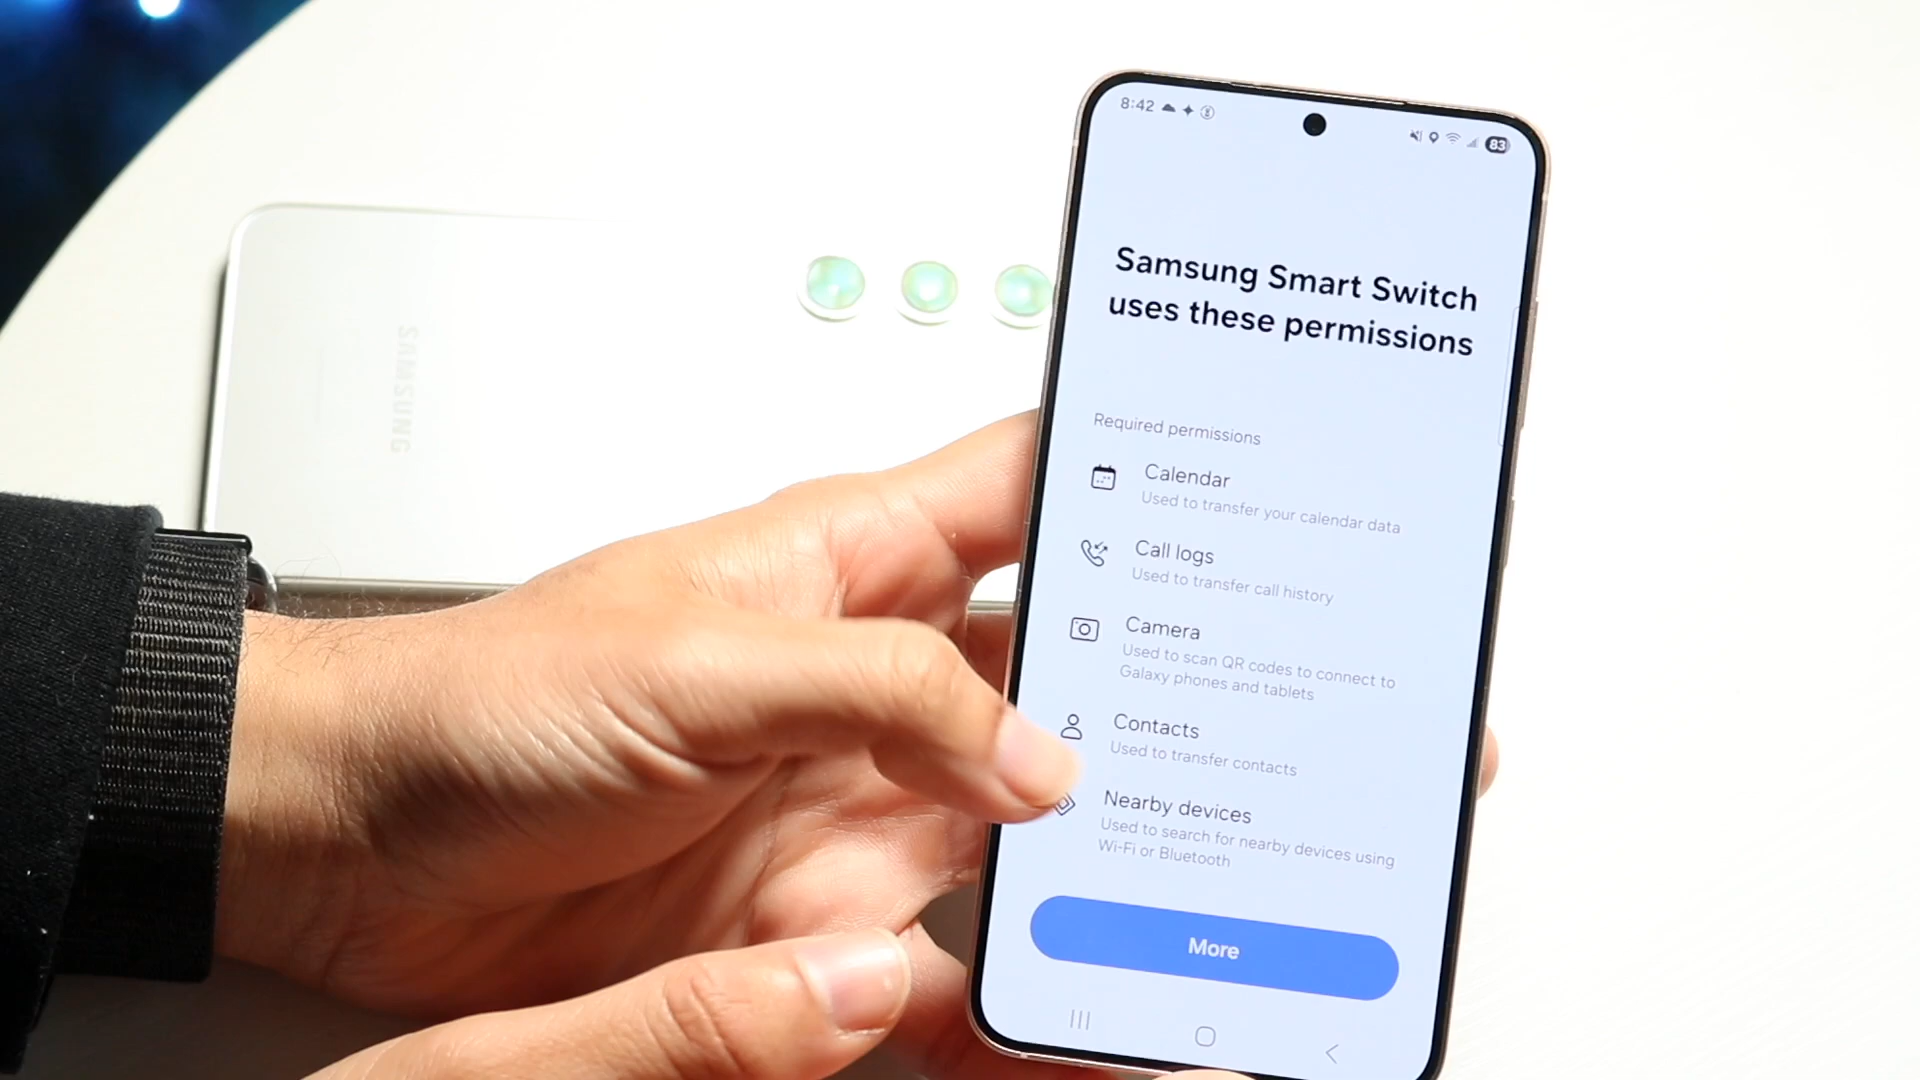 8:42
83
Samsung Smart Switch
uses these permissions
Required permissions
Calendar
Used to transfer your calendar data
Call logs
Used to transfer call history
Camera
Used to scan QR codes to connect to
Galaxy phones and tablets
Contacts
Used to transfer contacts
Nearby devices
Used to search for nearby devices using
Wi-Fi or Bluetooth
More
SAMSUNG